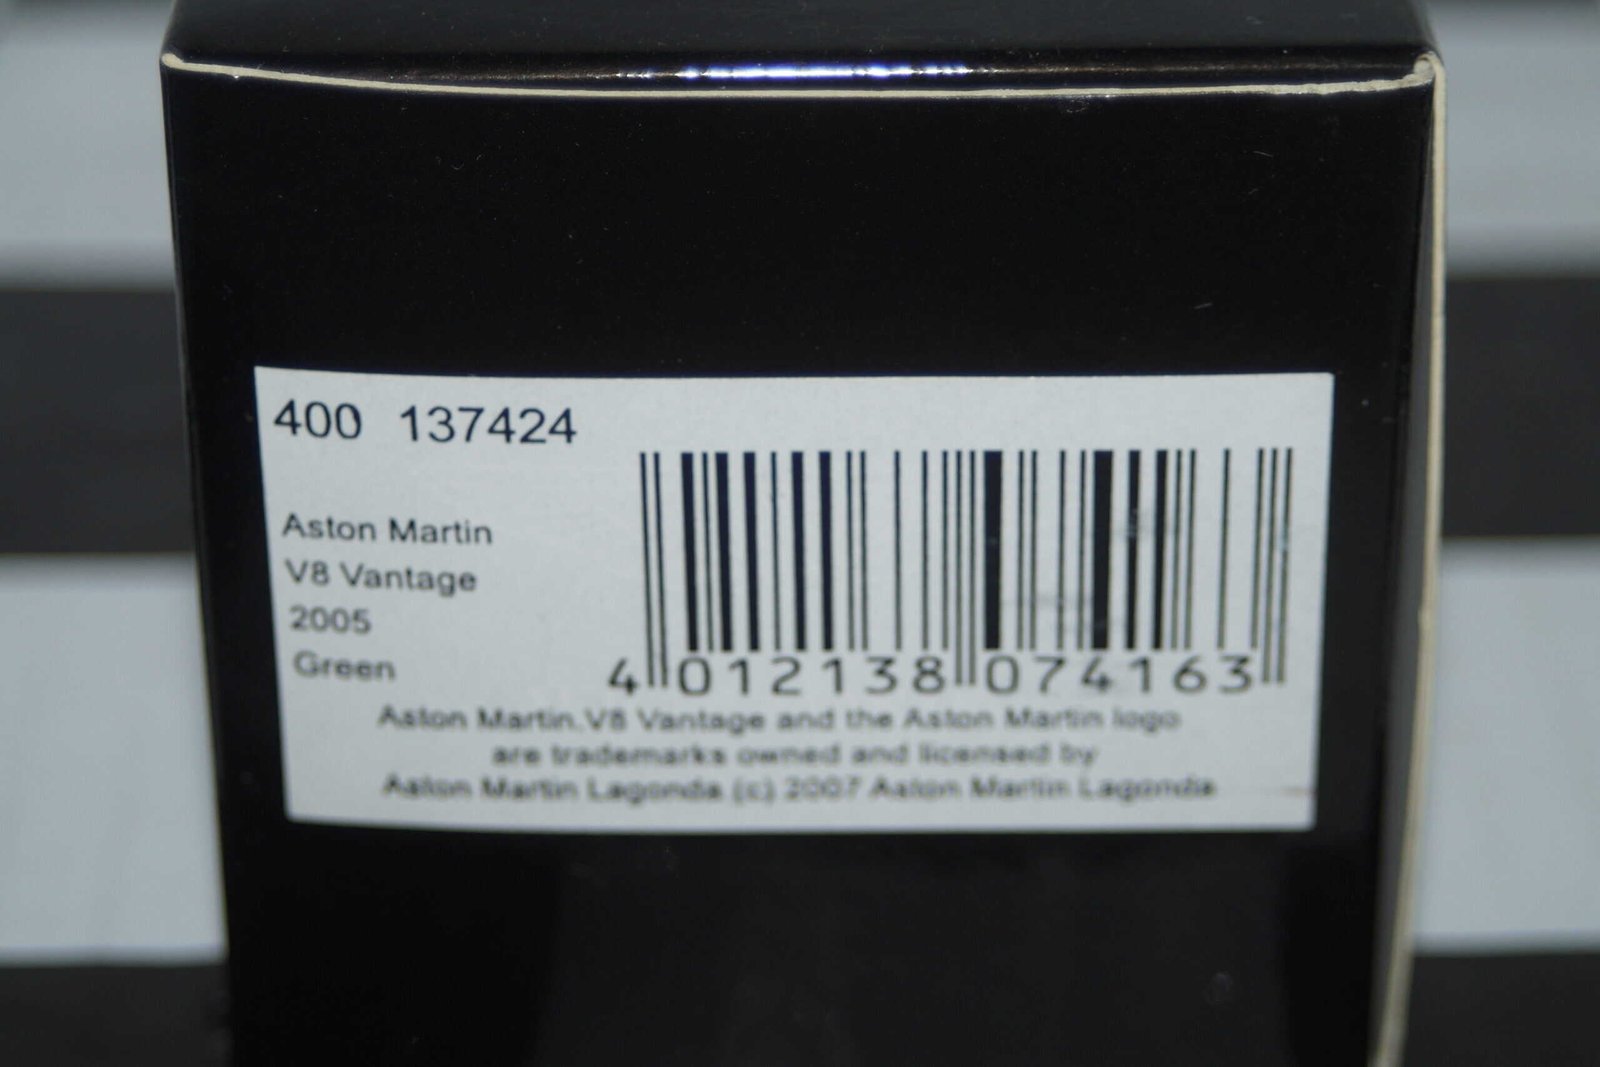 400 137424
Aston Martin
V8 Vantage
2005
Green
4 012138 074163
Aston Martin.V8 Vantage and the Aston Martin logo
are trademarks owned and licensed by
Aston Martin Lagonda (c) 2007 Aston Martin Lagonda